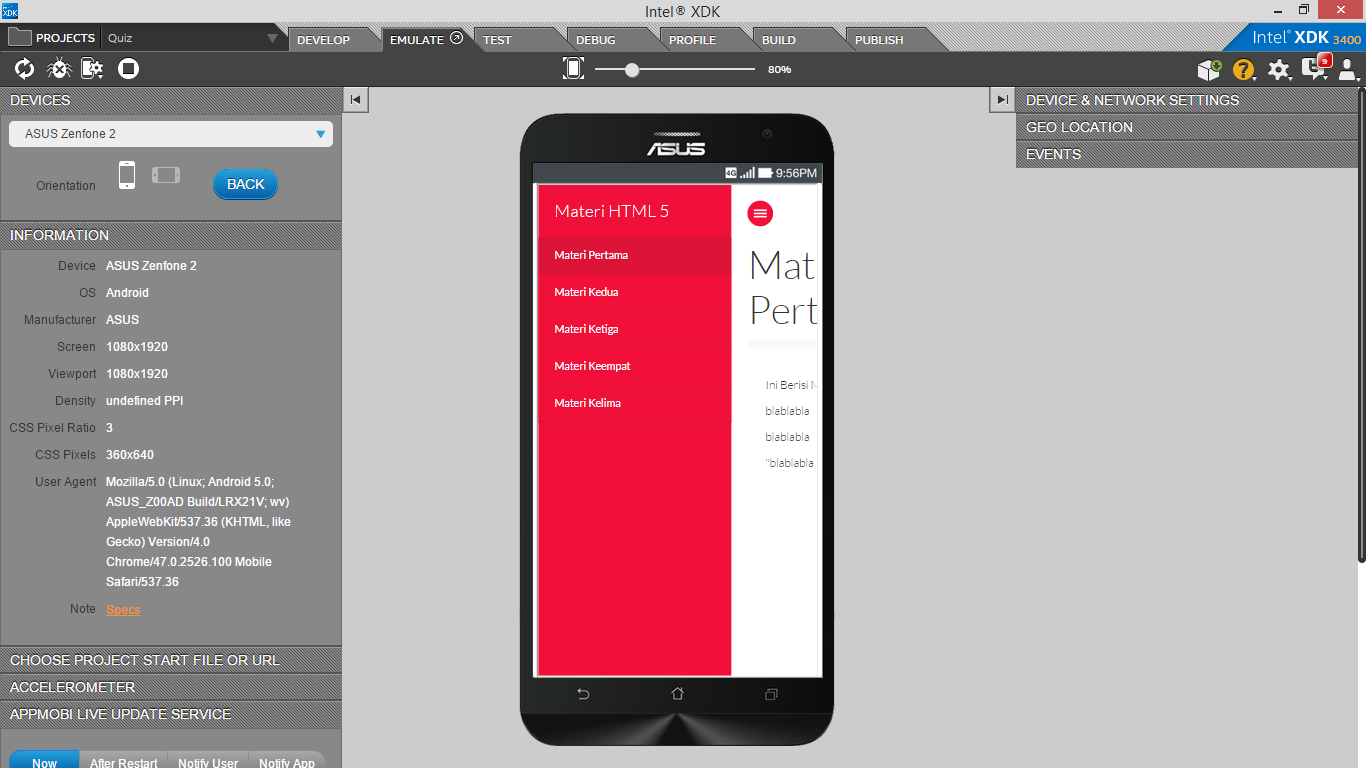 XDK
Intel® XDK
PROJECTS
Quiz
DEVELOP
EMULATE
TEST
DEBUG
PROFILE
BUILD
PUBLISH
Intel® XDK 3400
80%
?
9
DEVICES
ASUS Zenfone 2
Orientation
BACK
INFORMATION
Device ASUS Zenfone 2
OS Android
Manufacturer ASUS
Screen 1080x1920
Viewport 1080x1920
Density undefined PPI
CSS Pixel Ratio 3
CSS Pixels 360x640
User Agent Mozilla/5.0 (Linux; Android 5.0;
ASUS_Z00AD Build/LRX21V; wv)
AppleWebKit/537.36 (KHTML, like
Gecko) Version/4.0
Chrome/47.0.2526.100 Mobile
Safari/537.36
Note Specs
CHOOSE PROJECT START FILE OR URL
ACCELEROMETER
APPMOBI LIVE UPDATE SERVICE
Now
After Restart
Notify User
Notify App
ASUS
4G 9:56PM
Materi HTML 5
Materi Pertama
Materi Kedua
Materi Ketiga
Materi Keempat
Materi Kelima
Mat
Pert
Ini Berisi M
blablabla
blablabla
"blablabla
DEVICE & NETWORK SETTINGS
GEO LOCATION
EVENTS